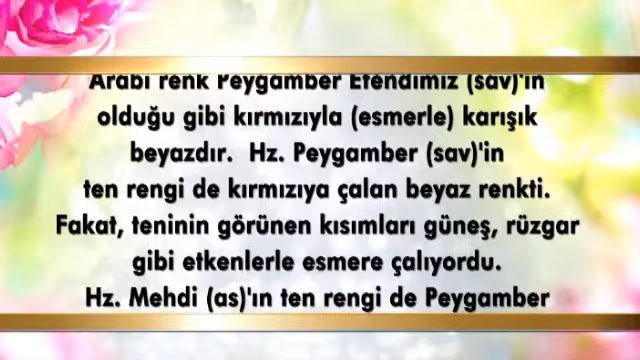 Arabi renk Peygamber Efendimiz (sav)'in
olduğu gibi kırmızıyla (esmerle) karışık
beyazdır. Hz. Peygamber (sav)'in
ten rengi de kırmızıya çalan beyaz renkti.
Fakat, teninin görünen kısımları güneş, rüzgar
gibi etkenlerle esmere çalıyordu.
Hz. Mehdi (as)'ın ten rengi de Peygamber